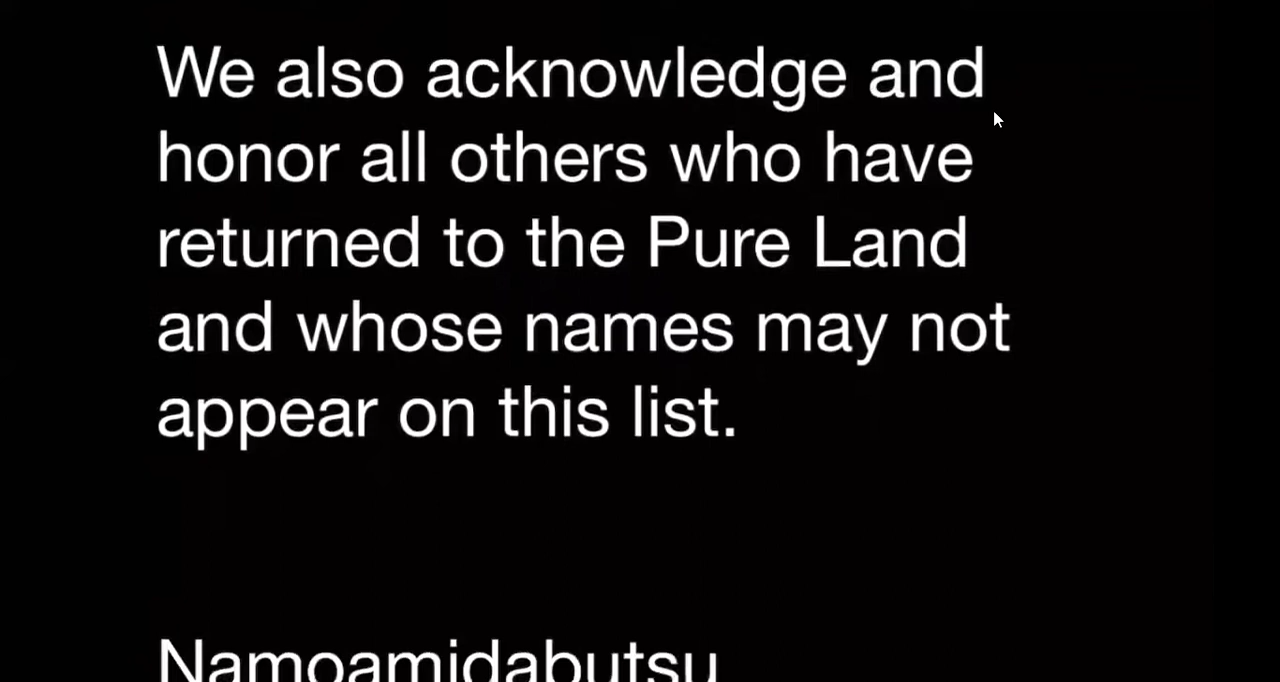 We also acknowledge and
honor all others who have
returned to the Pure Land
and whose names may not
appear on this list.
Namoamidabutsu